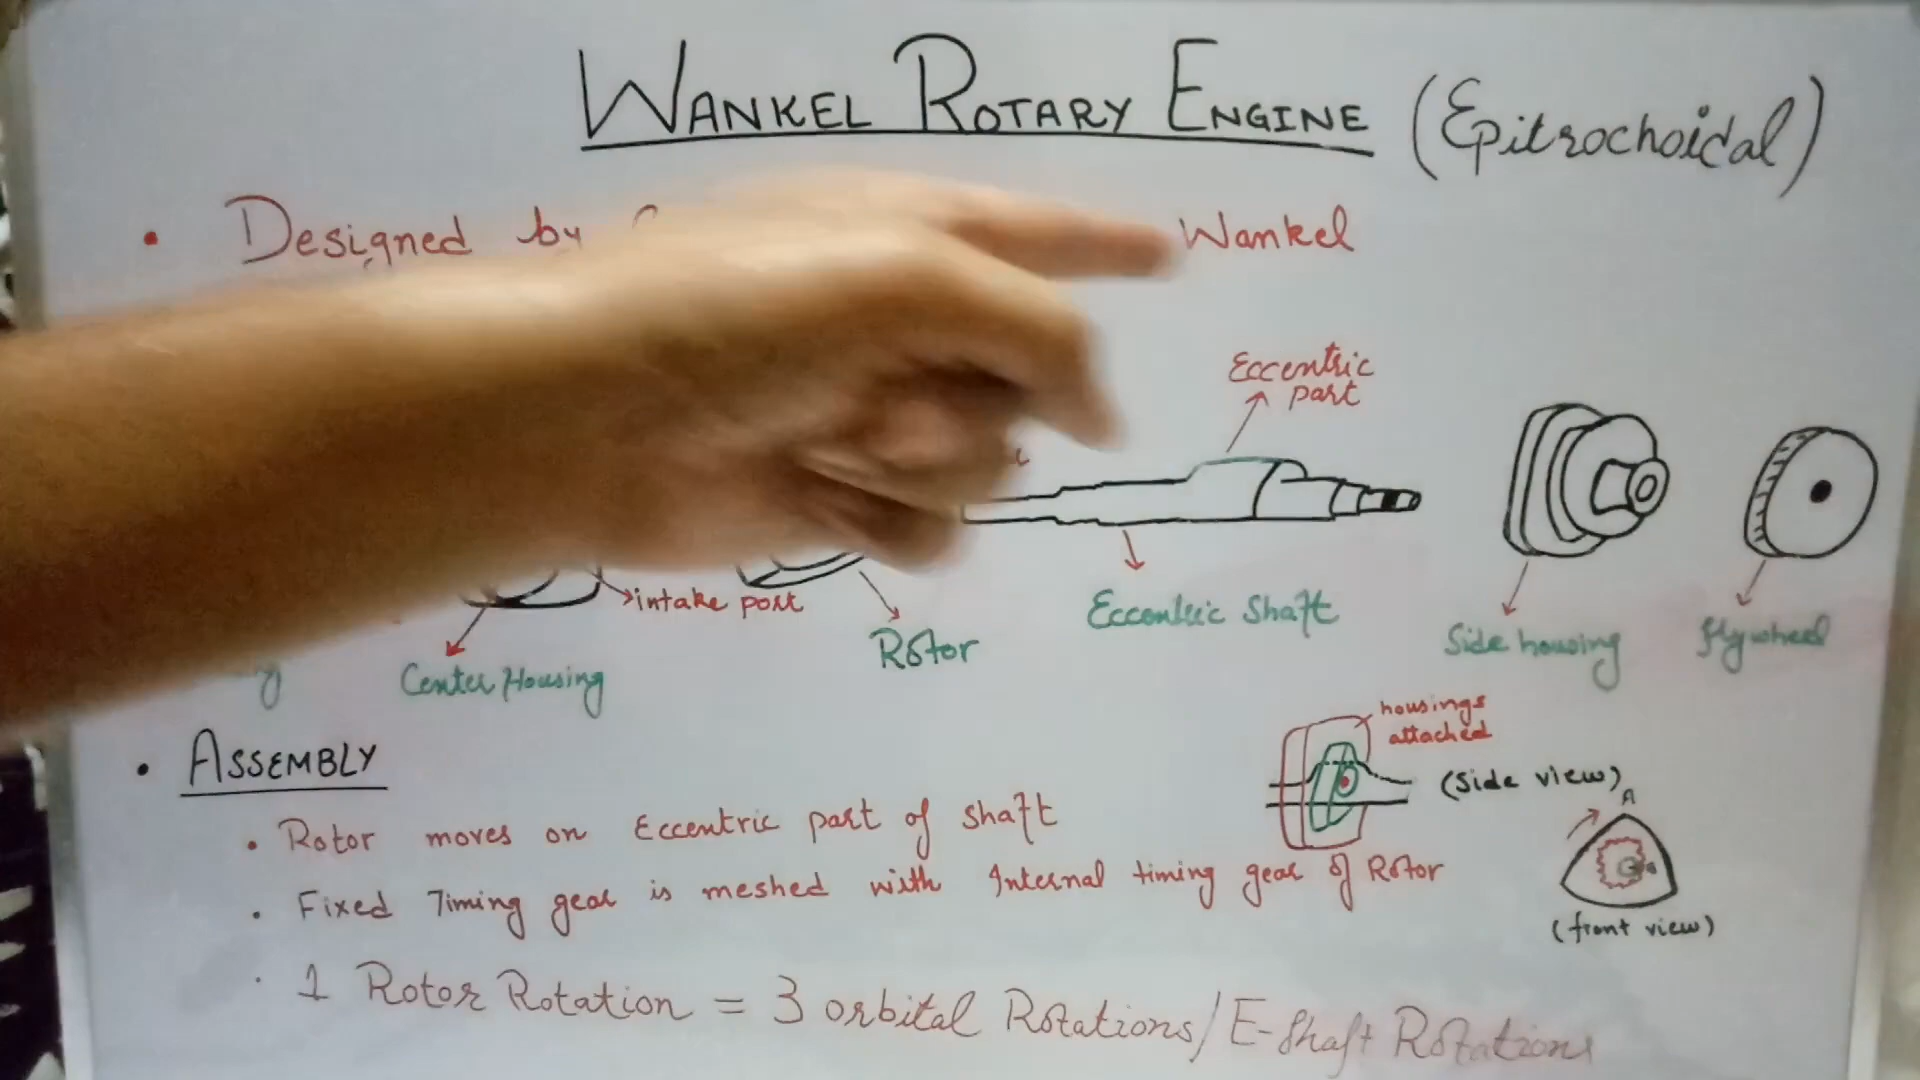 WANKEL ROTARY ENGINE (Epitrochoidal)
• Designed by Wankel
Eccentric
part
intake port
Rotor
Eccentric Shaft
Side housing
flywheel
Center Housing
• ASSEMBLY
housings
attached
(Side view)
A
• Rotor moves on Eccentric part of shaft
• Fixed Timing gear is meshed with Internal timing gear of Rotor
(front view)
• 1 Rotor Rotation = 3 orbital Rotations/E-Shaft Rotations